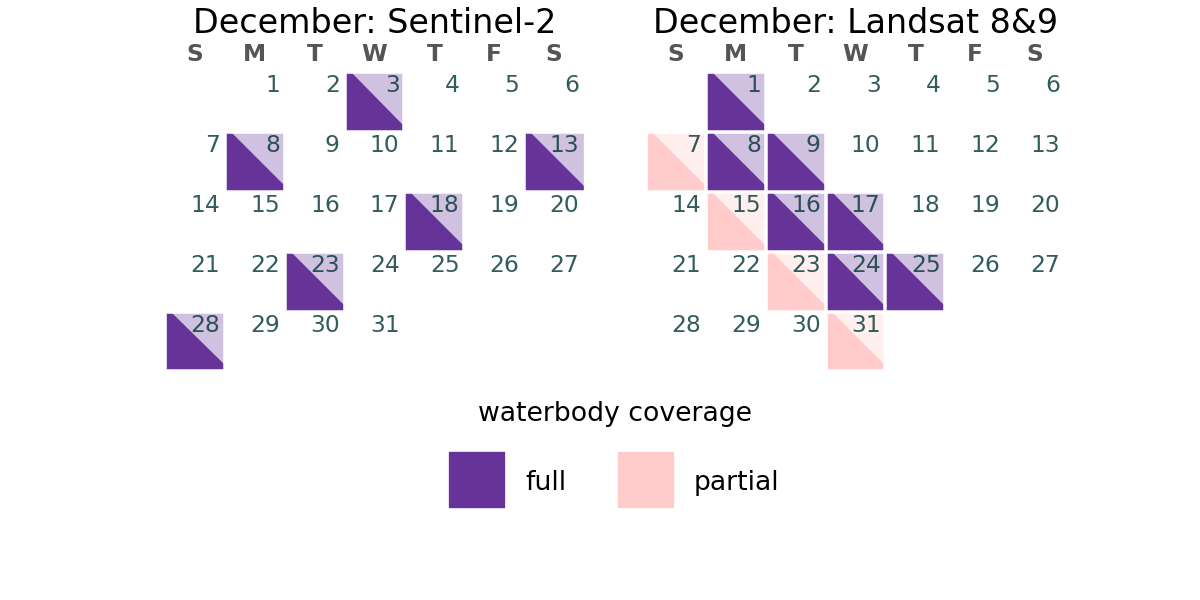 December: Sentinel-2
S M T W T F S
1 2 3 4 5 6
7 8 9 10 11 12 13
14 15 16 17 18 19 20
21 22 23 24 25 26 27
28 29 30 31
December: Landsat 8&9
S M T W T F S
1 2 3 4 5 6
7 8 9 10 11 12 13
14 15 16 17 18 19 20
21 22 23 24 25 26 27
28 29 30 31
waterbody coverage
full partial